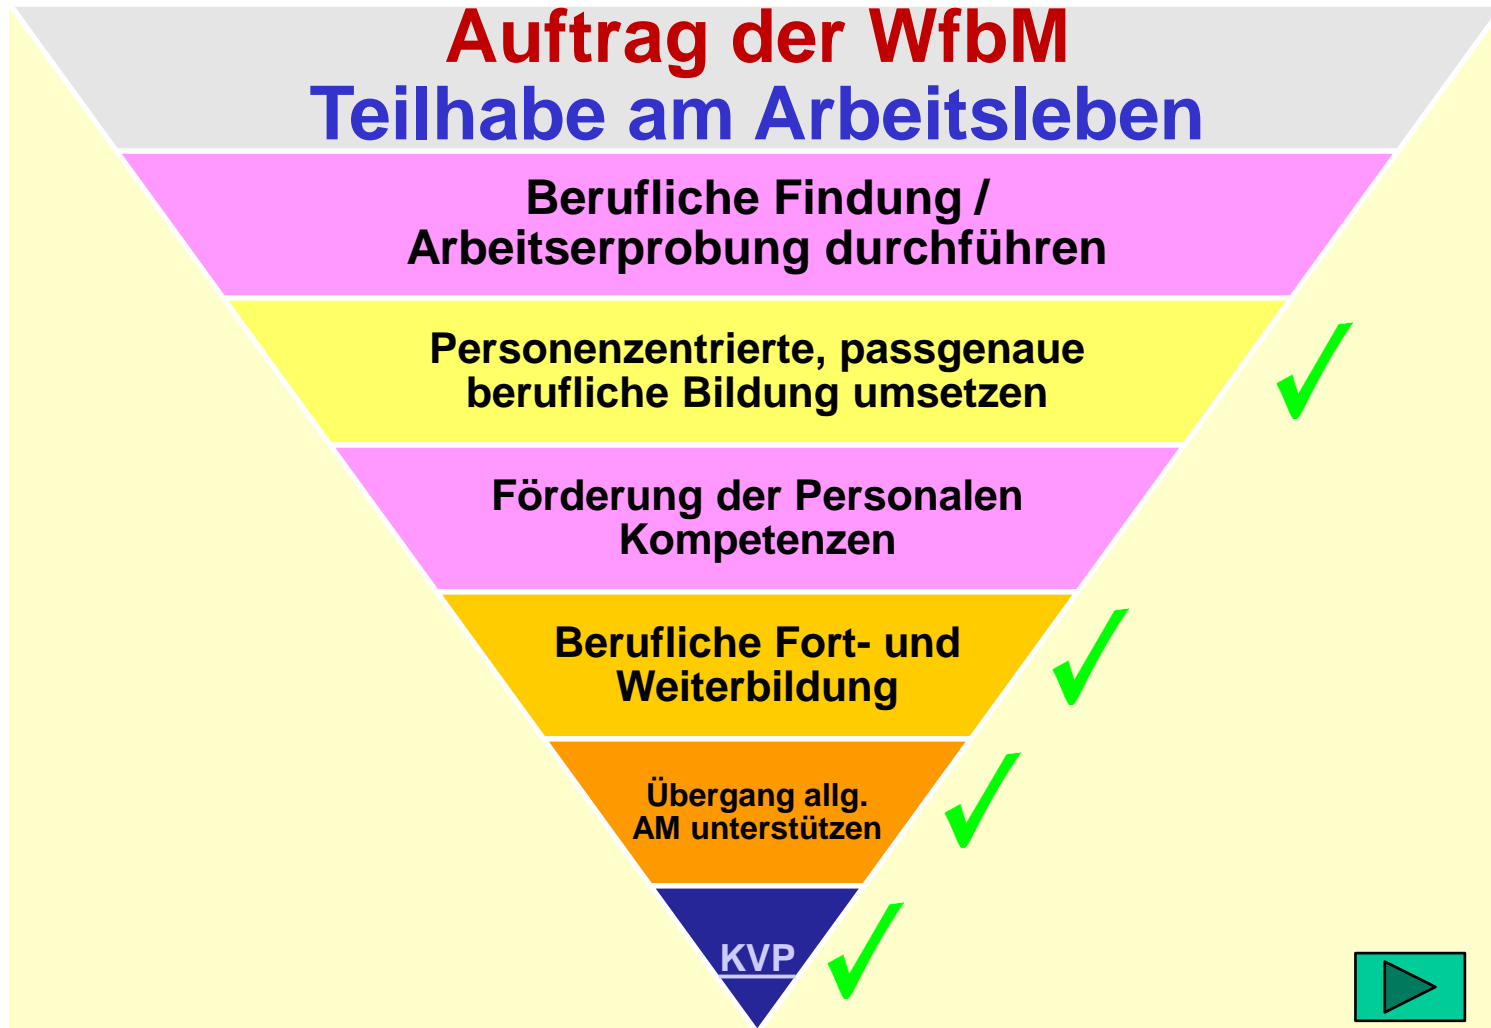 Auftrag der WfbM
Teilhabe am Arbeitsleben
Berufliche Findung /
Arbeitserprobung durchführen
Personenzentrierte, passgenaue
berufliche Bildung umsetzen
Förderung der Personalen
Kompetenzen
Berufliche Fort- und
Weiterbildung
Übergang allg.
AM unterstützen
KVP